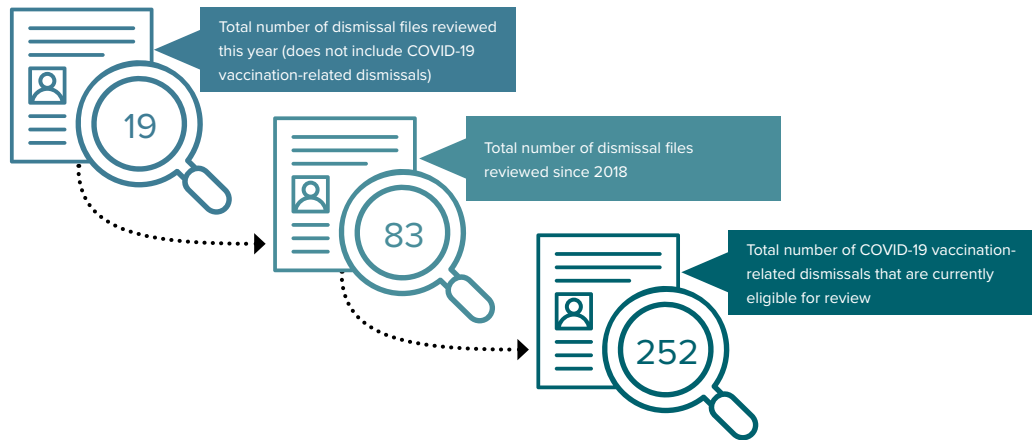 Total number of dismissal files reviewed
this year (does not include COVID-19
vaccination-related dismissals)
19
Total number of dismissal files
reviewed since 2018
83
Total number of COVID-19 vaccination-
related dismissals that are currently
eligible for review
252